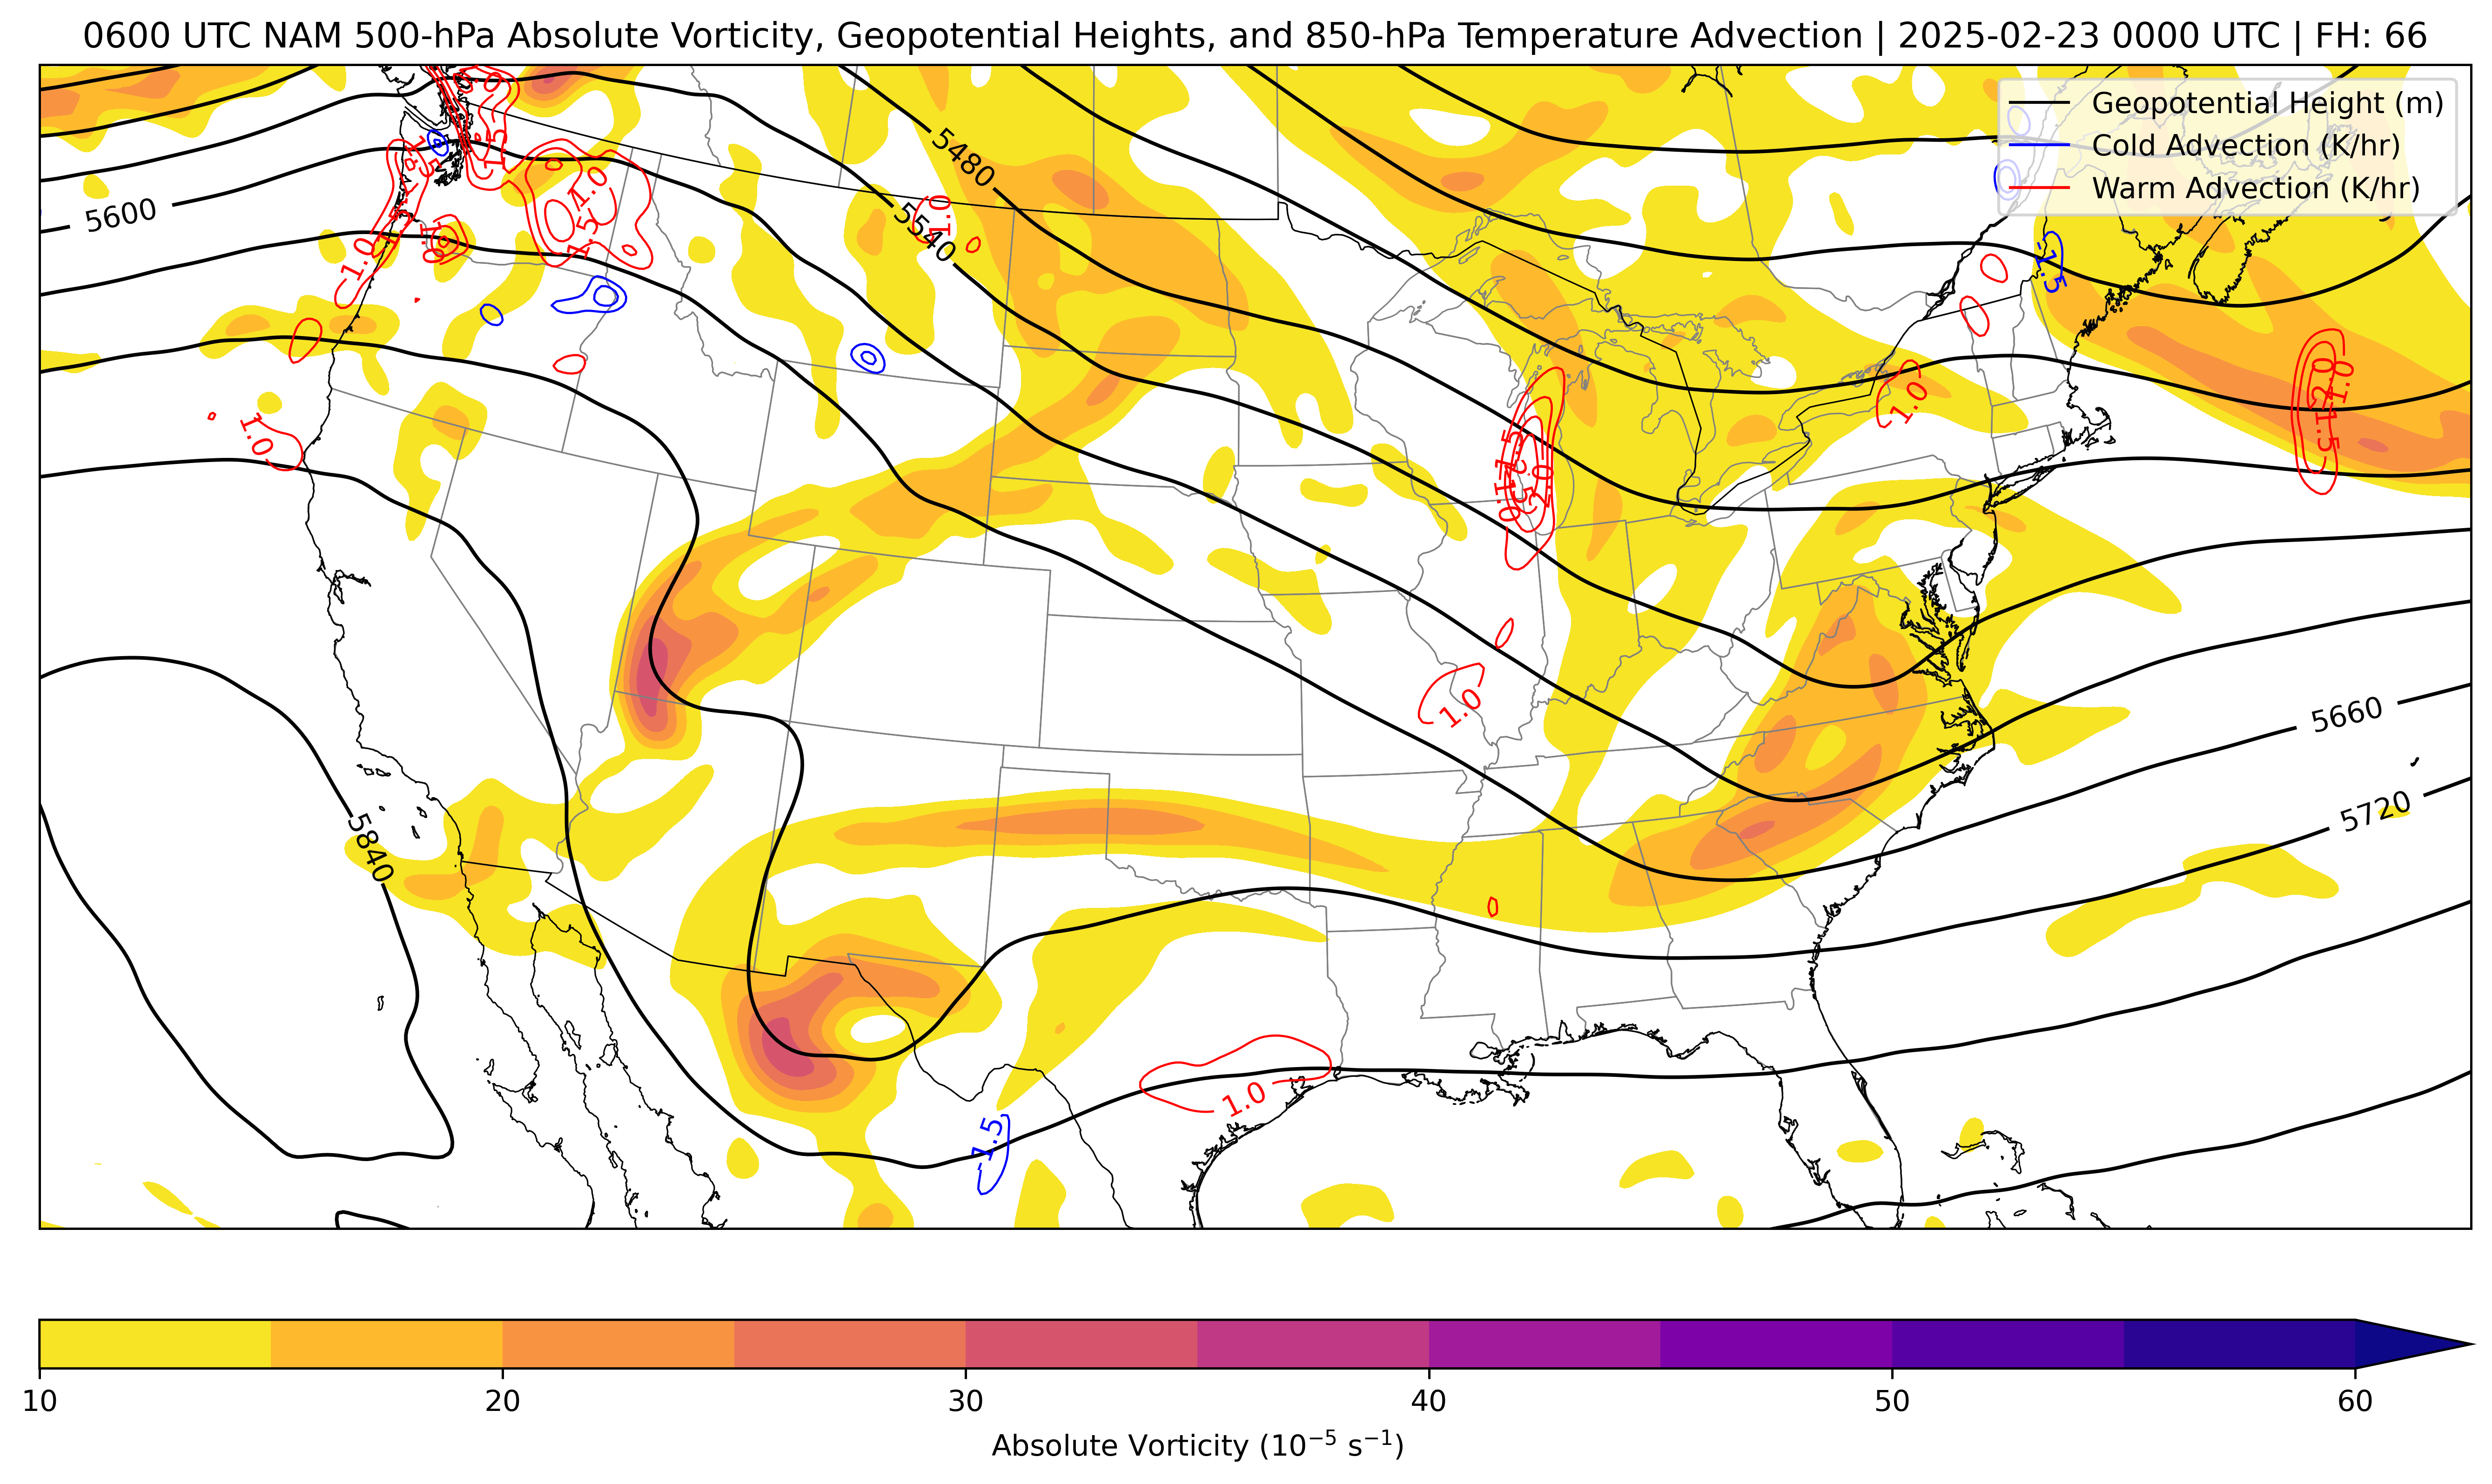 0600 UTC NAM 500-hPa Absolute Vorticity, Geopotential Heights, and 850-hPa Temperature Advection | 2025-02-23 0000 UTC | FH: 66
Geopotential Height (m)
Cold Advection (K/hr)
Warm Advection (K/hr)
5480
5600
5540
1.0
1.5
1.0
1.0
-1.5
1.0
1.0
1.0
5660
5720
5840
1.0
-1.5
10 20 30 40 50 60
Absolute Vorticity (10⁻⁵ s⁻¹)